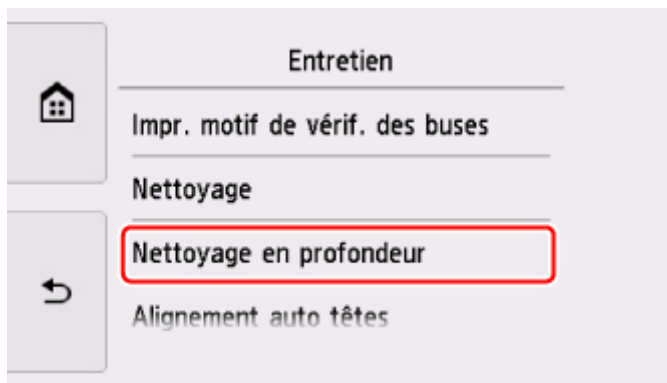 Entretien
Impr. motif de vérif. des buses
Nettoyage
Nettoyage en profondeur
Alignement auto têtes